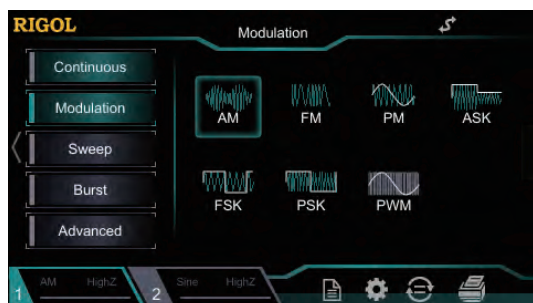 RIGOL
Modulation
Continuous
Modulation
Sweep
Burst
Advanced
AM
FM
PM
ASK
FSK
PSK
PWM
1 AM HighZ
2 Sine HighZ